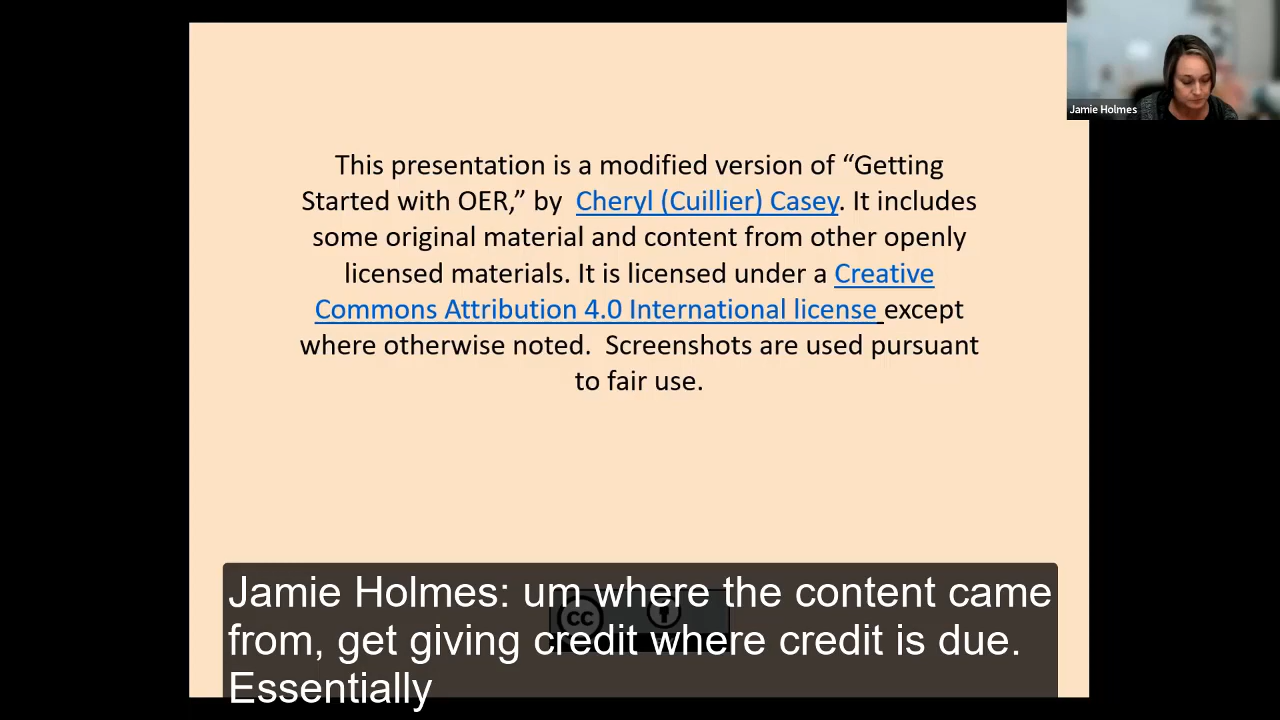 Jamie Holmes
This presentation is a modified version of “Getting
Started with OER,” by Cheryl (Cuillier) Casey. It includes
some original material and content from other openly
licensed materials. It is licensed under a Creative
Commons Attribution 4.0 International license except
where otherwise noted. Screenshots are used pursuant
to fair use.
cc
Jamie Holmes: um where the content came
from, get giving credit where credit is due.
Essentially